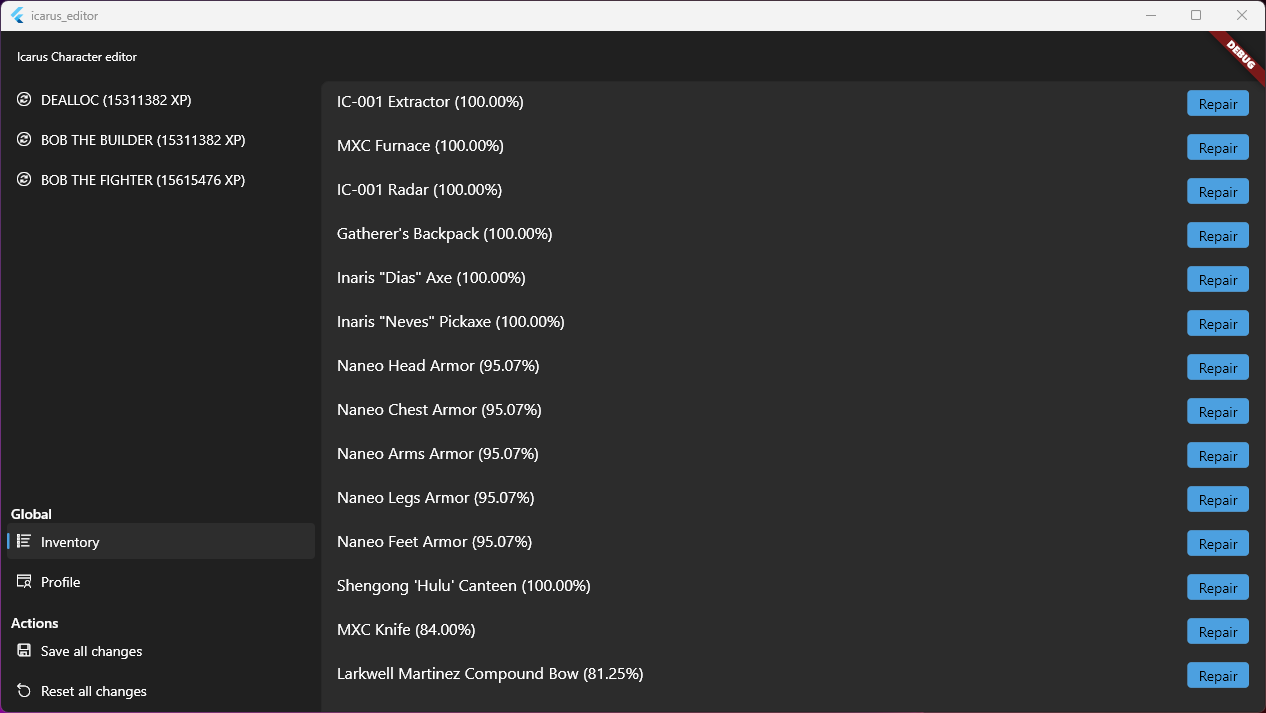 icarus_editor
DEBUG
Icarus Character editor
DEALLOC (15311382 XP)
BOB THE BUILDER (15311382 XP)
BOB THE FIGHTER (15615476 XP)
Global
Inventory
Profile
Actions
Save all changes
Reset all changes
IC-001 Extractor (100.00%) Repair
MXC Furnace (100.00%) Repair
IC-001 Radar (100.00%) Repair
Gatherer's Backpack (100.00%) Repair
Inaris "Dias" Axe (100.00%) Repair
Inaris "Neves" Pickaxe (100.00%) Repair
Naneo Head Armor (95.07%) Repair
Naneo Chest Armor (95.07%) Repair
Naneo Arms Armor (95.07%) Repair
Naneo Legs Armor (95.07%) Repair
Naneo Feet Armor (95.07%) Repair
Shengong 'Hulu' Canteen (100.00%) Repair
MXC Knife (84.00%) Repair
Larkwell Martinez Compound Bow (81.25%) Repair